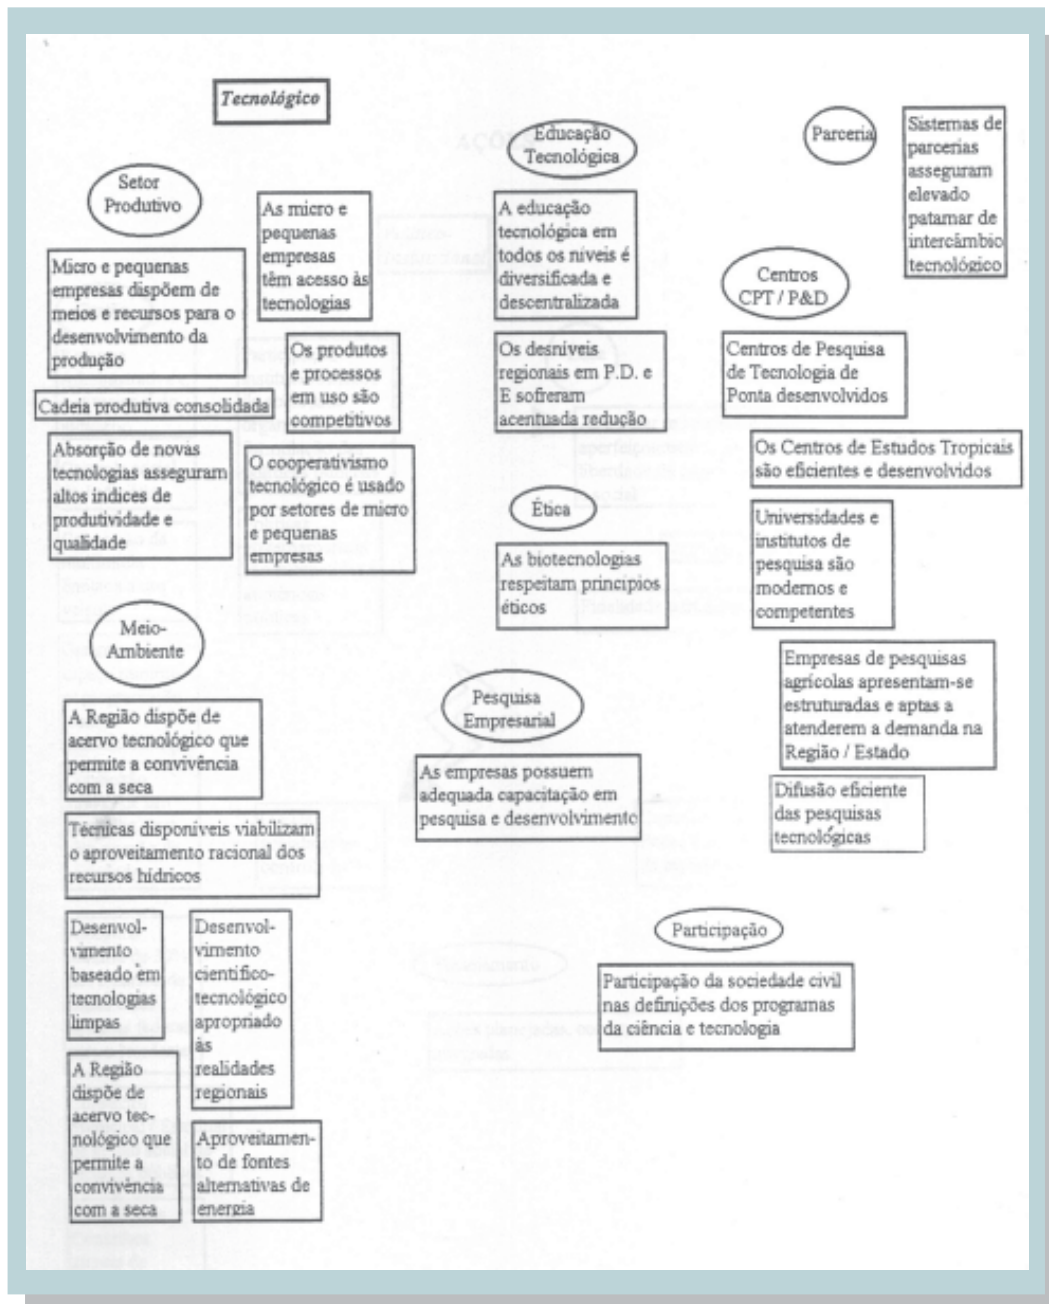 Tecnológico
Setor
Produtivo
As micro e
pequenas
empresas
têm acesso às
tecnologias
Micro e pequenas
empresas dispõem de
meios e recursos para o
desenvolvimento da
produção
Os produtos
e processos
em uso são
competitivos
Cadeia produtiva consolidada
Absorção de novas
tecnologias asseguram
altos índices de
produtividade e
qualidade
O cooperativismo
tecnológico é usado
por setores de micro
e pequenas
empresas
Meio-
Ambiente
A Região dispõe de
acervo tecnológico que
permite a convivência
com a seca
Técnicas disponíveis viabilizam
o aproveitamento racional dos
recursos hídricos
Desenvol-
vimento
baseado em
tecnologias
limpas
Desenvol-
vimento
científico-
tecnológico
apropriado
às
realidades
regionais
A Região
dispõe de
acervo tec-
nológico que
permite a
convivência
com a seca
Aproveitamen-
to de fontes
alternativas de
energia
AÇÕES
Educação
Tecnológica
A educação
tecnológica em
todos os níveis é
diversificada e
descentralizada
Os desníveis
regionais em P.D. e
E sofreram
acentuada redução
Ética
As biotecnologias
respeitam princípios
éticos
Pesquisa
Empresarial
As empresas possuem
adequada capacitação em
pesquisa e desenvolvimento
Parceria
Sistemas de
parcerias
asseguram
elevado
patamar de
intercâmbio
tecnológico
Centros
CPT / P&D
Centros de Pesquisa
de Tecnologia de
Ponta desenvolvidos
Os Centros de Estudos Tropicais
são eficientes e desenvolvidos
Universidades e
institutos de
pesquisa são
modernos e
competentes
Empresas de pesquisas
agrícolas apresentam-se
estruturadas e aptas a
atenderem a demanda na
Região / Estado
Difusão eficiente
das pesquisas
tecnológicas
Participação
Participação da sociedade civil
nas definições dos programas
da ciência e tecnologia